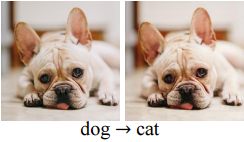 dog → cat